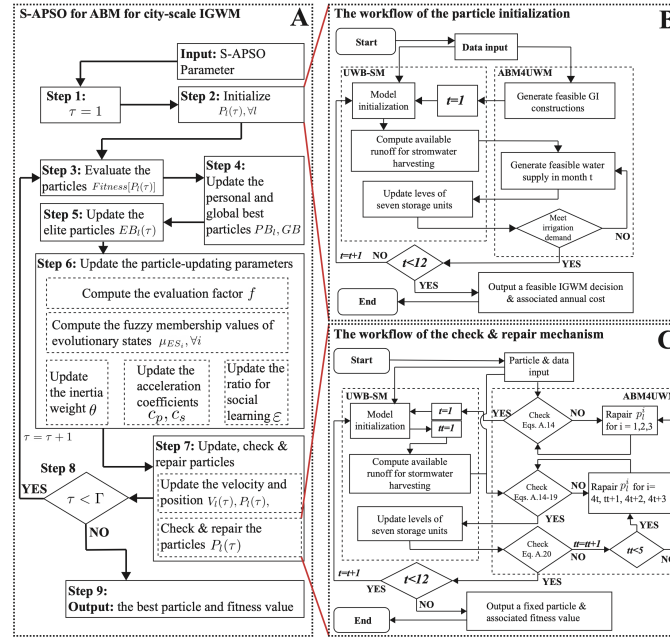 S-APSO for ABM for city-scale IGWM
A
Input: S-APSO
Parameter
Step 1:
τ = 1
Step 2: Initialize
P_l(τ), ∀l
Step 3: Evaluate the
particles Fitness[P_l(τ)]
Step 4:
Update the
personal and
global best
particles PB_l, GB
Step 5: Update the
elite particles EB_l(τ)
Step 6: Update the particle-updating parameters
Compute the evaluation factor f
Compute the fuzzy membership values of
evolutionary states μ_{ES_i}, ∀i
Update
the inertia
weight θ
Update the
acceleration
coefficients
c_p, c_s
Update the
ratio for
social
learning ε
τ = τ + 1
Step 7: Update, check &
repair particles
Update the velocity and
position V_l(τ), P_l(τ),
Check & repair the
particles P_l(τ)
Step 8
YES
τ < Γ
NO
Step 9:
Output: the best particle and fitness value
The workflow of the particle initialization
B
Start
Data input
UWB-SM
ABM4UWM
Model
initialization
t=1
Generate feasible GI
constructions
Compute available
runoff for stromwater
harvesting
Generate feasible water
supply in month t
Update leves of
seven storage units
Meet
irrigation
demand
NO
YES
t=t+1
NO
t<12
YES
Output a feasible IGWM decision
& associated annual cost
End
The workflow of the check & repair mechanism
C
Start
Particle & data
input
UWB-SM
ABM4UWM
Model
initialization
t=1
tt=1
YES
Check
Eqs. A.14
NO
Rapair p_l^i
for i = 1,2,3
Compute available
runoff for stormwater
harvesting
Check
Eqs. A.14-19
NO
Rapair p_l^i for i=
4t, tt+1, 4t+2, 4t+3
YES
YES
Update levels of
seven storage units
Check
Eq. A.20
NO
tt=tt+1
tt<5
NO
YES
t=t+1
YES
t<12
NO
Output a fixed particle &
associated fitness value
End